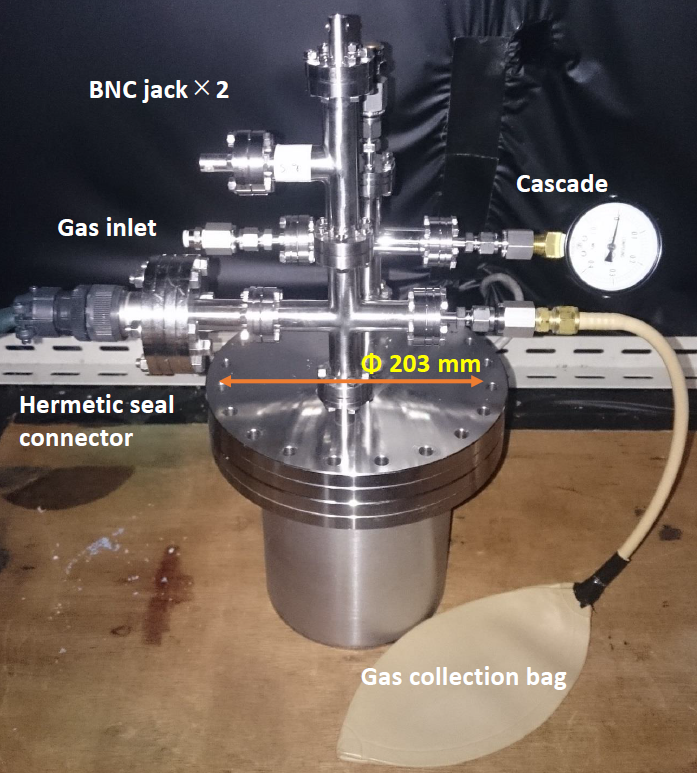 BNC jack×2
Cascade
Gas inlet
Φ 203 mm
Hermetic seal
connector
Gas collection bag